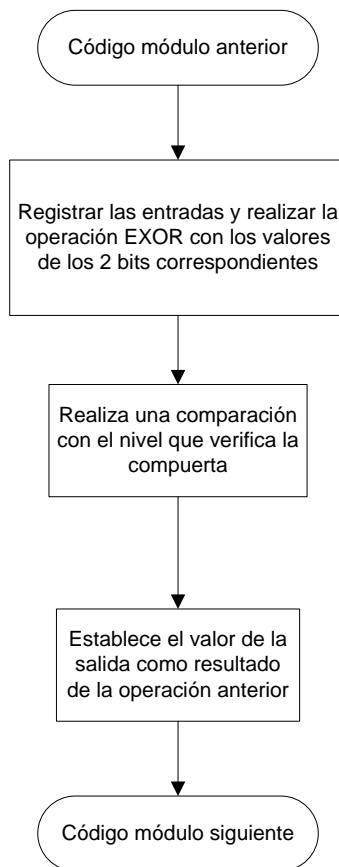 Código módulo anterior
Registrar las entradas y realizar la
operación EXOR con los valores
de los 2 bits correspondientes
Realiza una comparación
con el nivel que verifica la
compuerta
Establece el valor de la
salida como resultado
de la operación anterior
Código módulo siguiente